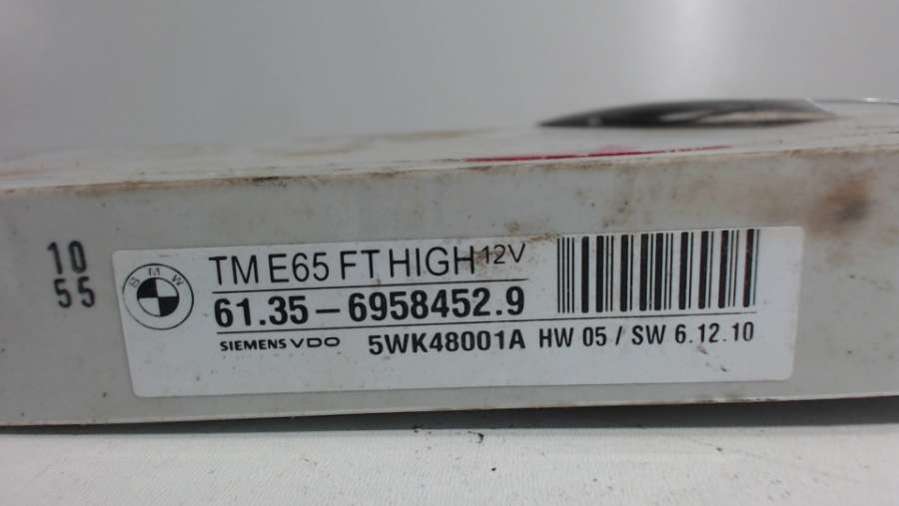 10
55
BMW
TM E65 FT HIGH 12V
61.35-6958452.9
SIEMENS VDO 5WK48001A HW 05 / SW 6.12.10